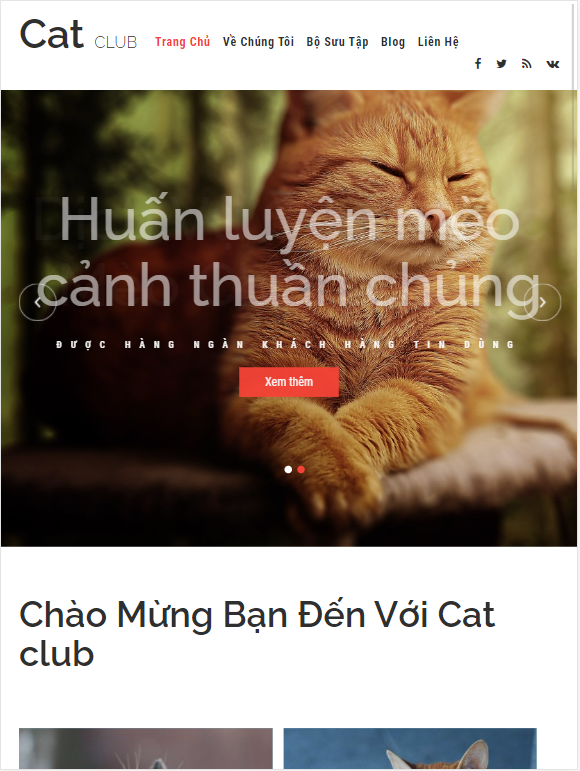 Cat CLUB
Trang Chủ Về Chúng Tôi Bộ Sưu Tập Blog Liên Hệ
Huấn luyện mèo
cảnh thuần chủng
ĐƯỢC HÀNG NGÀN KHÁCH HÀNG TIN DÙNG
Xem thêm
Chào Mừng Bạn Đến Với Cat
club